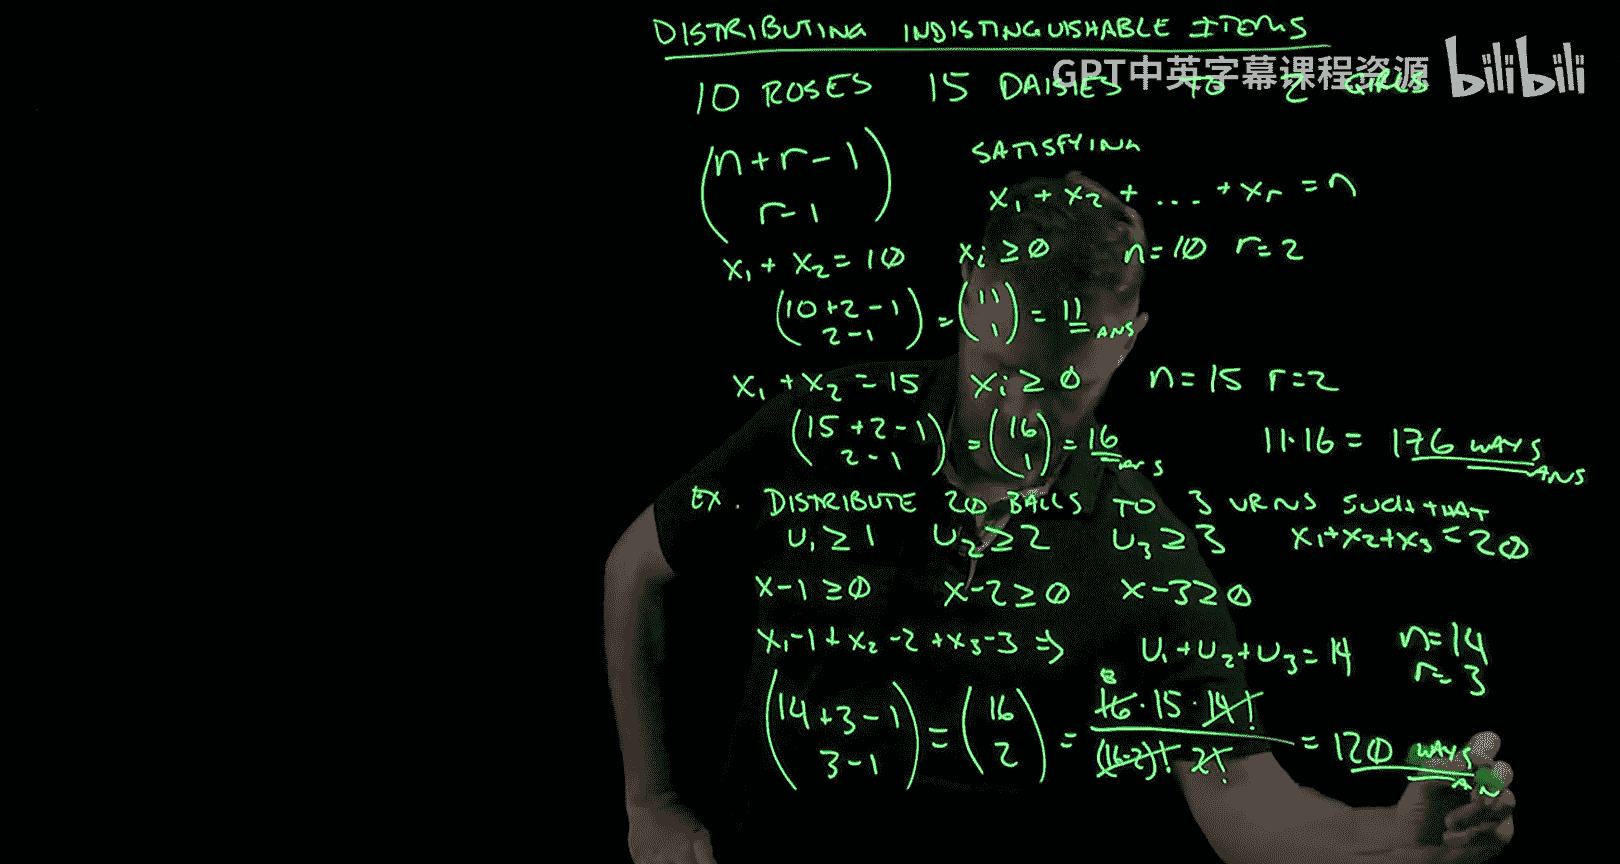 DISTRIBUTING INDISTINGUISHABLE ITEMS
GPT中英字幕课程资源 bilibili
10 ROSES 15 DAISIES TO 2 GIRLS
(n+r-1 r-1) SATISFYING
x₁ + x₂ + ... + xᵣ = n
x₁ + x₂ = 10 xᵢ ≥ 0 n=10 r=2
(10+2-1 2-1) = (11 1) = 11 ANS
x₁ + x₂ = 15 xᵢ ≥ 0 n=15 r=2
(15+2-1 2-1) = (16 1) = 16 11·16 = 176 WAYS ANS
EX. DISTRIBUTE 20 BALLS TO 3 URNS SUCH THAT
U₁ ≥ 1 U₂ ≥ 2 U₃ ≥ 3 x₁+x₂+x₃ = 20
x-1 ≥ 0 x-2 ≥ 0 x-3 ≥ 0
x₁-1 + x₂-2 + x₃-3 ⇒ U₁+U₂+U₃ = 14 n=14 r=3
(14+3-1 3-1) = (16 2) = 8 16·15·14! / (16-2)! 2! = 120 WAYS AN